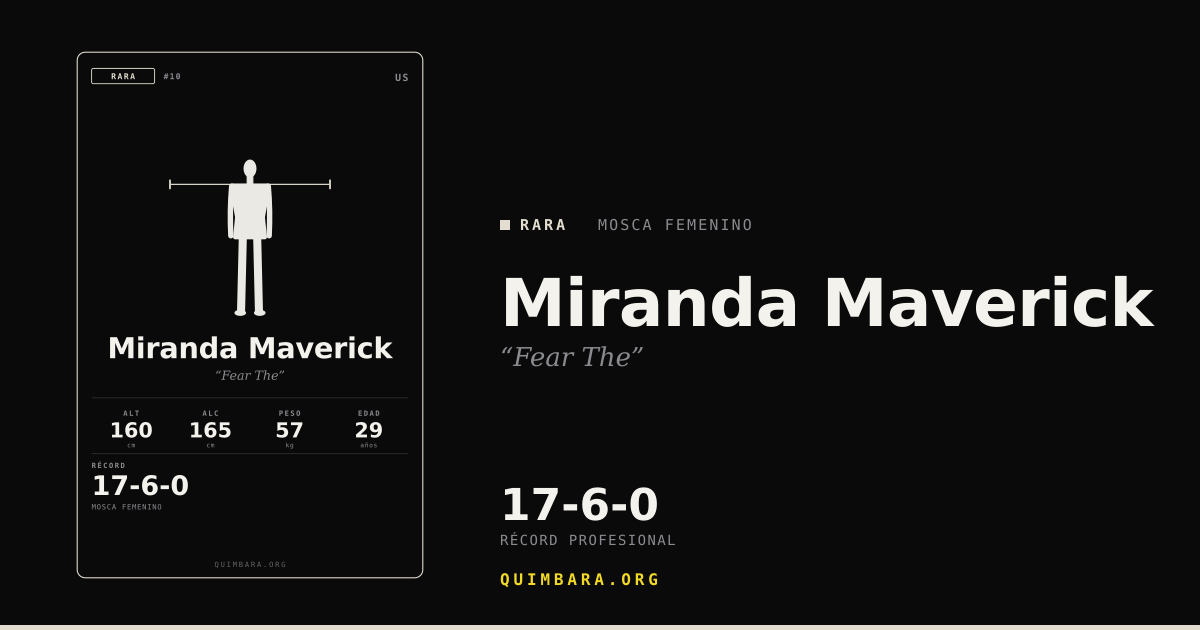 RARA #10 US
Miranda Maverick
“Fear The”
ALT ALC PESO EDAD
160 165 57 29
cm cm kg años
RÉCORD
17-6-0
MOSCA FEMENINO
QUIMBARA.ORG
RARA MOSCA FEMENINO
Miranda Maverick
“Fear The”
17-6-0
RÉCORD PROFESIONAL
QUIMBARA.ORG